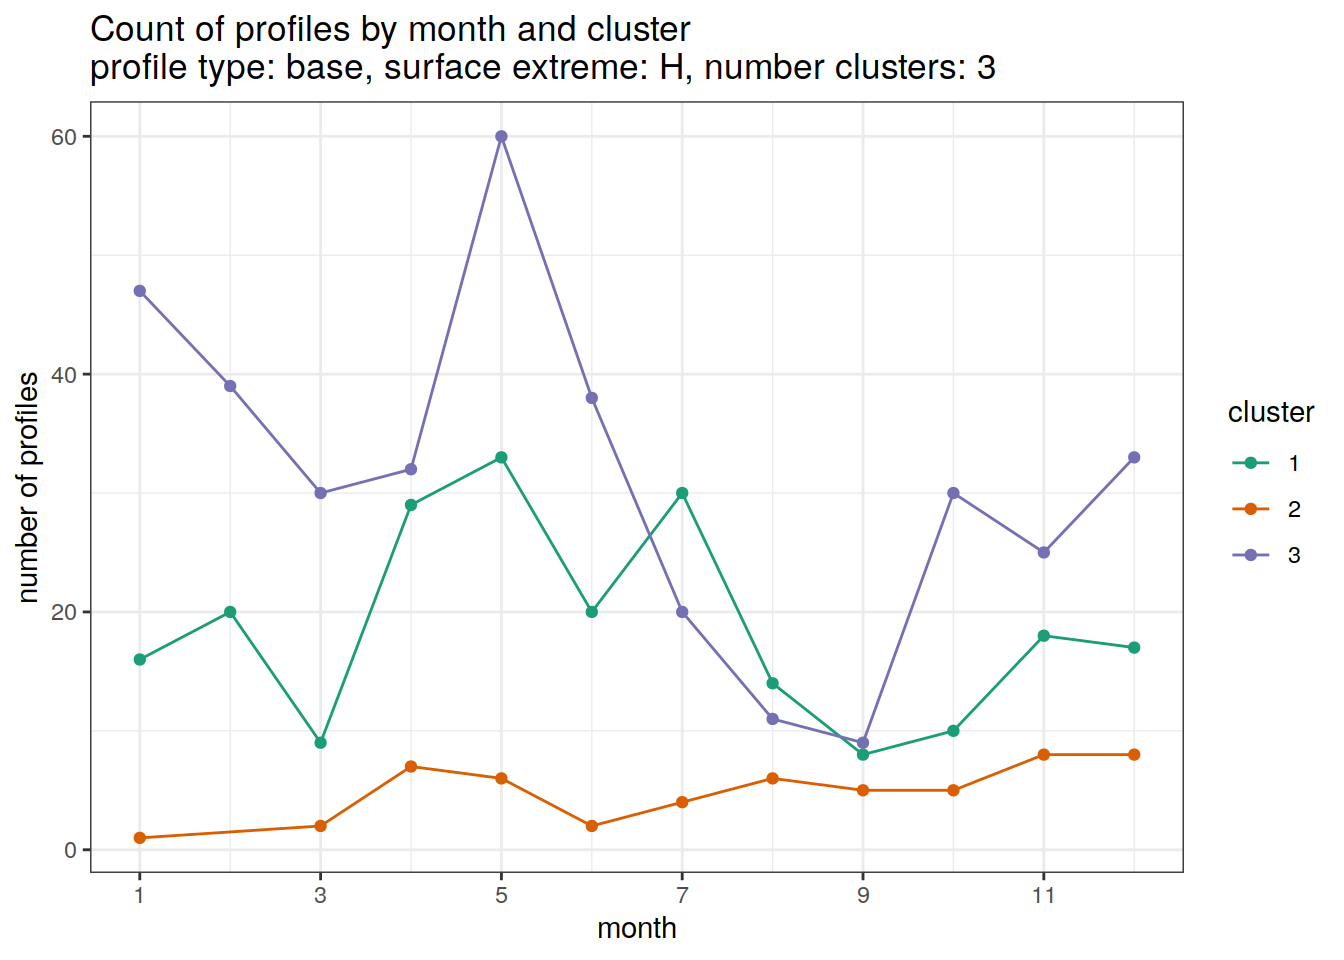 Count of profiles by month and cluster
profile type: base, surface extreme: H, number clusters: 3
60
40
20
0
number of profiles
1 3 5 7 9 11
month
cluster
1
2
3